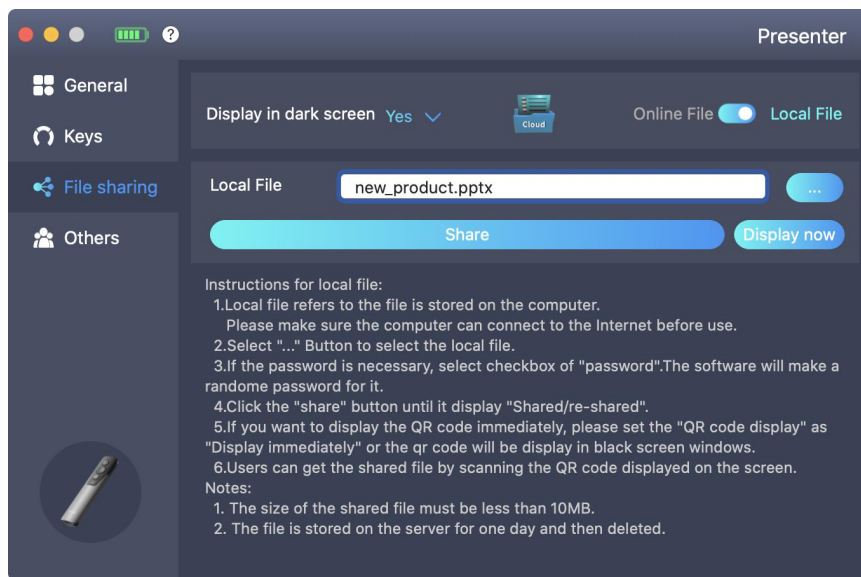 ?
Presenter
General
Keys
File sharing
Others
Display in dark screen Yes
Cloud
Online File Local File
Local File new_product.pptx ...
Share Display now
Instructions for local file:
1.Local file refers to the file is stored on the computer.
Please make sure the computer can connect to the Internet before use.
2.Select "..." Button to select the local file.
3.If the password is necessary, select checkbox of "password".The software will make a
randome password for it.
4.Click the "share" button until it display "Shared/re-shared".
5.If you want to display the QR code immediately, please set the "QR code display" as
"Display immediately" or the qr code will be display in black screen windows.
6.Users can get the shared file by scanning the QR code displayed on the screen.
Notes:
1. The size of the shared file must be less than 10MB.
2. The file is stored on the server for one day and then deleted.